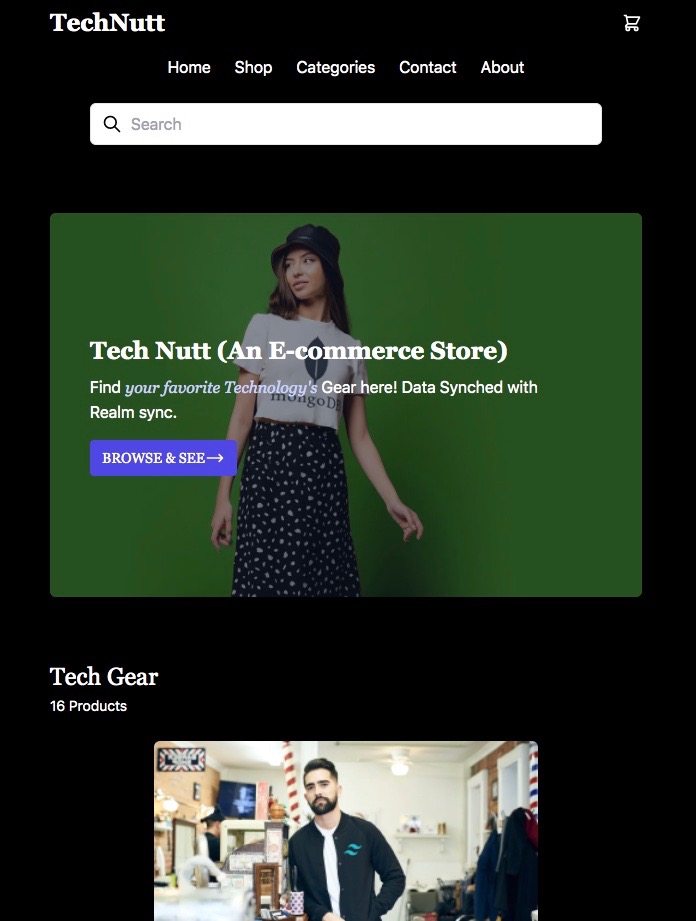 TechNutt
Home Shop Categories Contact About
Search
Tech Nutt (An E-commerce Store)
Find your favorite Technology's Gear here! Data Synched with
Realm sync.
mongoDB
BROWSE & SEE→
Tech Gear
16 Products